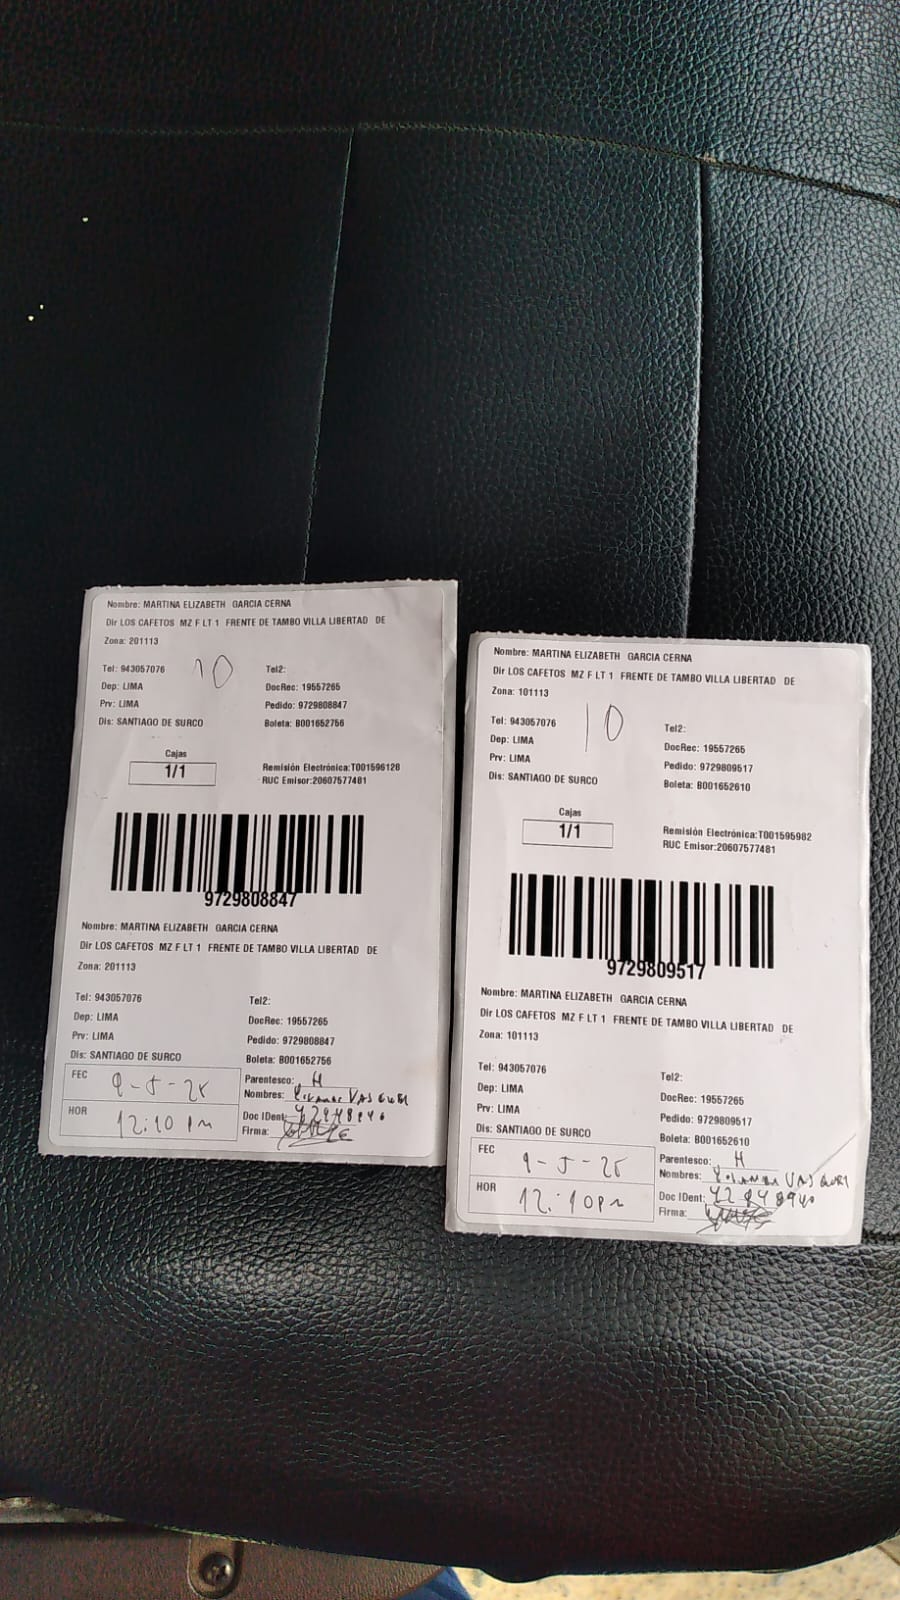 Nombre: MARTINA ELIZABETH GARCIA CERNA
Dir LOS CAFETOS MZ F LT 1 FRENTE DE TAMBO VILLA LIBERTAD DE
Zona: 201113
Tel: 943057076
10
Tel2:
Dep: LIMA
DocRec: 19557265
Prv: LIMA
Pedido: 9729808847
Dis: SANTIAGO DE SURCO
Boleta: B001652756
Cajas
1/1
Remisión Electrónica:T001596128
RUC Emisor:20607577481
9729808847
Nombre: MARTINA ELIZABETH GARCIA CERNA
Dir LOS CAFETOS MZ F LT 1 FRENTE DE TAMBO VILLA LIBERTAD DE
Zona: 201113
Tel: 943057076
Tel2:
Dep: LIMA
DocRec: 19557265
Prv: LIMA
Pedido: 9729808847
Dis: SANTIAGO DE SURCO
Boleta: B001652756
FEC 9-5-25
Parentesco: H
Nombres:
HOR 12:10 pm
Doc IDent:
Firma:
Nombre: MARTINA ELIZABETH GARCIA CERNA
Dir LOS CAFETOS MZ F LT 1 FRENTE DE TAMBO VILLA LIBERTAD DE
Zona: 101113
Tel: 943057076
10
Tel2:
Dep: LIMA
DocRec: 19557265
Prv: LIMA
Pedido: 9729809517
Dis: SANTIAGO DE SURCO
Boleta: B001652610
Cajas
1/1
Remisión Electrónica:T001595982
RUC Emisor:20607577481
9729809517
Nombre: MARTINA ELIZABETH GARCIA CERNA
Dir LOS CAFETOS MZ F LT 1 FRENTE DE TAMBO VILLA LIBERTAD DE
Zona: 101113
Tel: 943057076
Tel2:
Dep: LIMA
DocRec: 19557265
Prv: LIMA
Pedido: 9729809517
Dis: SANTIAGO DE SURCO
Boleta: B001652610
FEC 9-5-25
Parentesco: H
Nombres:
HOR 12:10pm
Doc IDent: 42848940
Firma: